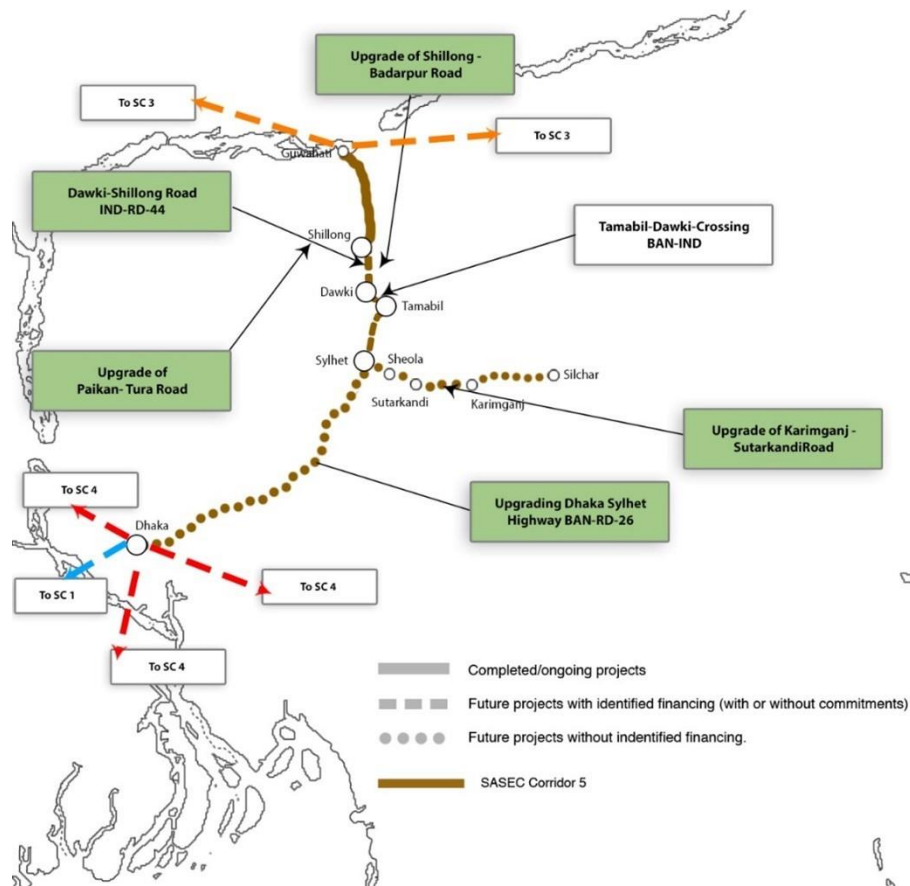 Upgrade of Shillong -
Badarpur Road
To SC 3
To SC 3
Guwahati
Dawki-Shillong Road
IND-RD-44
Tamabil-Dawki-Crossing
BAN-IND
Shillong
Dawki
Tamabil
Upgrade of
Paikan- Tura Road
Sylhet
Sheola
Silchar
Sutarkandi
Karimganj
Upgrade of Karimganj -
SutarkandiRoad
To SC 4
Upgrading Dhaka Sylhet
Highway BAN-RD-26
Dhaka
To SC 4
To SC 1
To SC 4
Completed/ongoing projects
Future projects with identified financing (with or without commitments)
Future projects without indentified financing.
SASEC Corridor 5